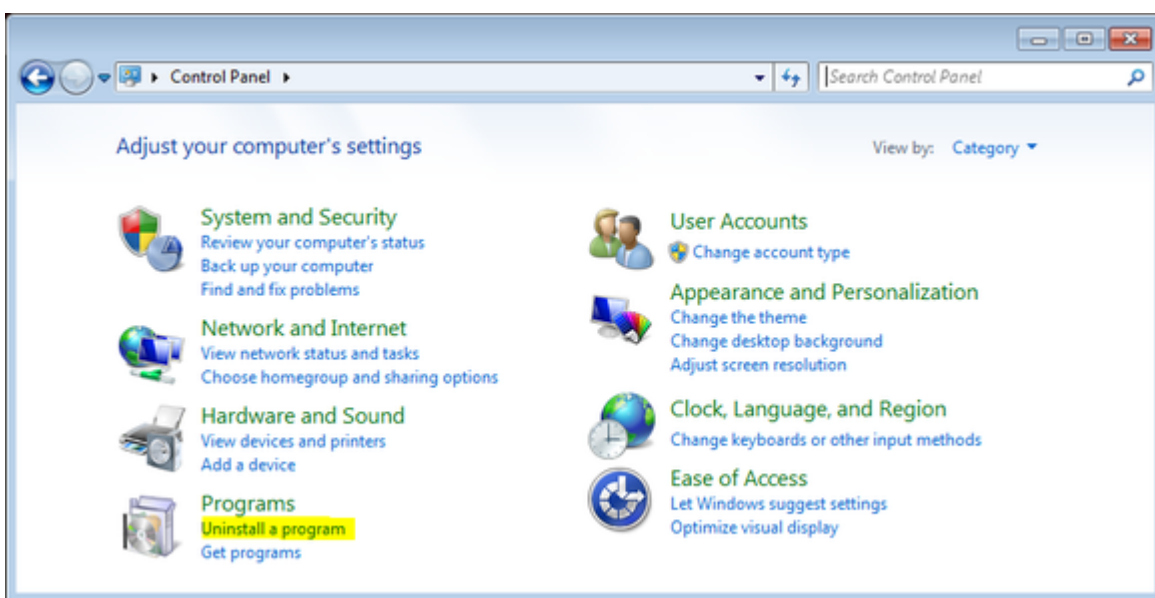 Control Panel
Search Control Panel
Adjust your computer's settings
View by: Category
System and Security
Review your computer's status
Back up your computer
Find and fix problems
Network and Internet
View network status and tasks
Choose homegroup and sharing options
Hardware and Sound
View devices and printers
Add a device
Programs
Uninstall a program
Get programs
User Accounts
Change account type
Appearance and Personalization
Change the theme
Change desktop background
Adjust screen resolution
Clock, Language, and Region
Change keyboards or other input methods
Ease of Access
Let Windows suggest settings
Optimize visual display